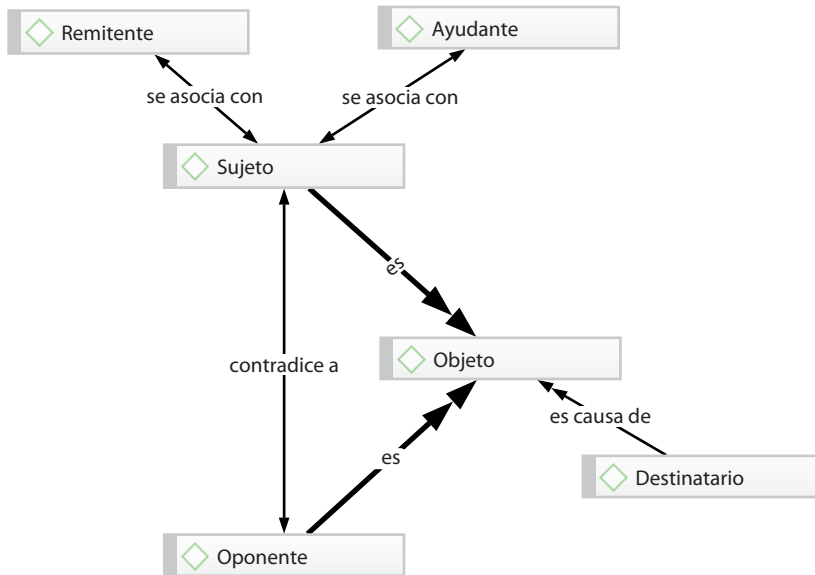 Remitente
Ayudante
se asocia con
se asocia con
Sujeto
es
contradice a
Objeto
es causa de
es
Destinatario
Oponente